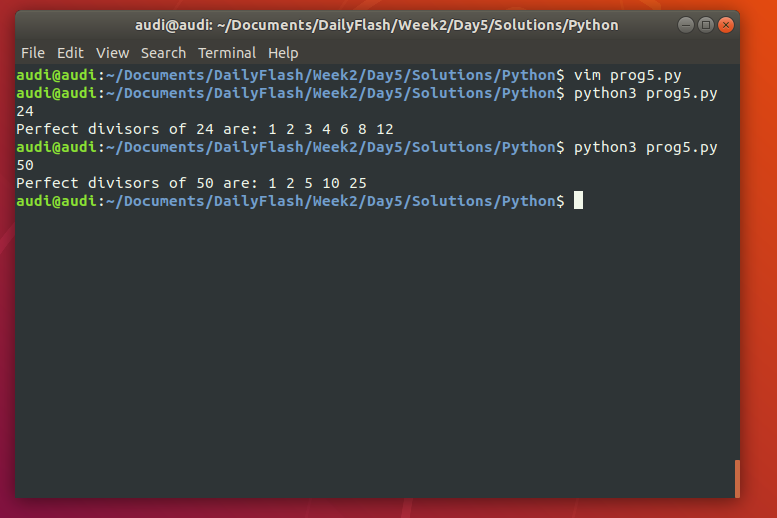 audi@audi: ~/Documents/DailyFlash/Week2/Day5/Solutions/Python
File Edit View Search Terminal Help
audi@audi:~/Documents/DailyFlash/Week2/Day5/Solutions/Python$ vim prog5.py
audi@audi:~/Documents/DailyFlash/Week2/Day5/Solutions/Python$ python3 prog5.py
24
Perfect divisors of 24 are: 1 2 3 4 6 8 12
audi@audi:~/Documents/DailyFlash/Week2/Day5/Solutions/Python$ python3 prog5.py
50
Perfect divisors of 50 are: 1 2 5 10 25
audi@audi:~/Documents/DailyFlash/Week2/Day5/Solutions/Python$